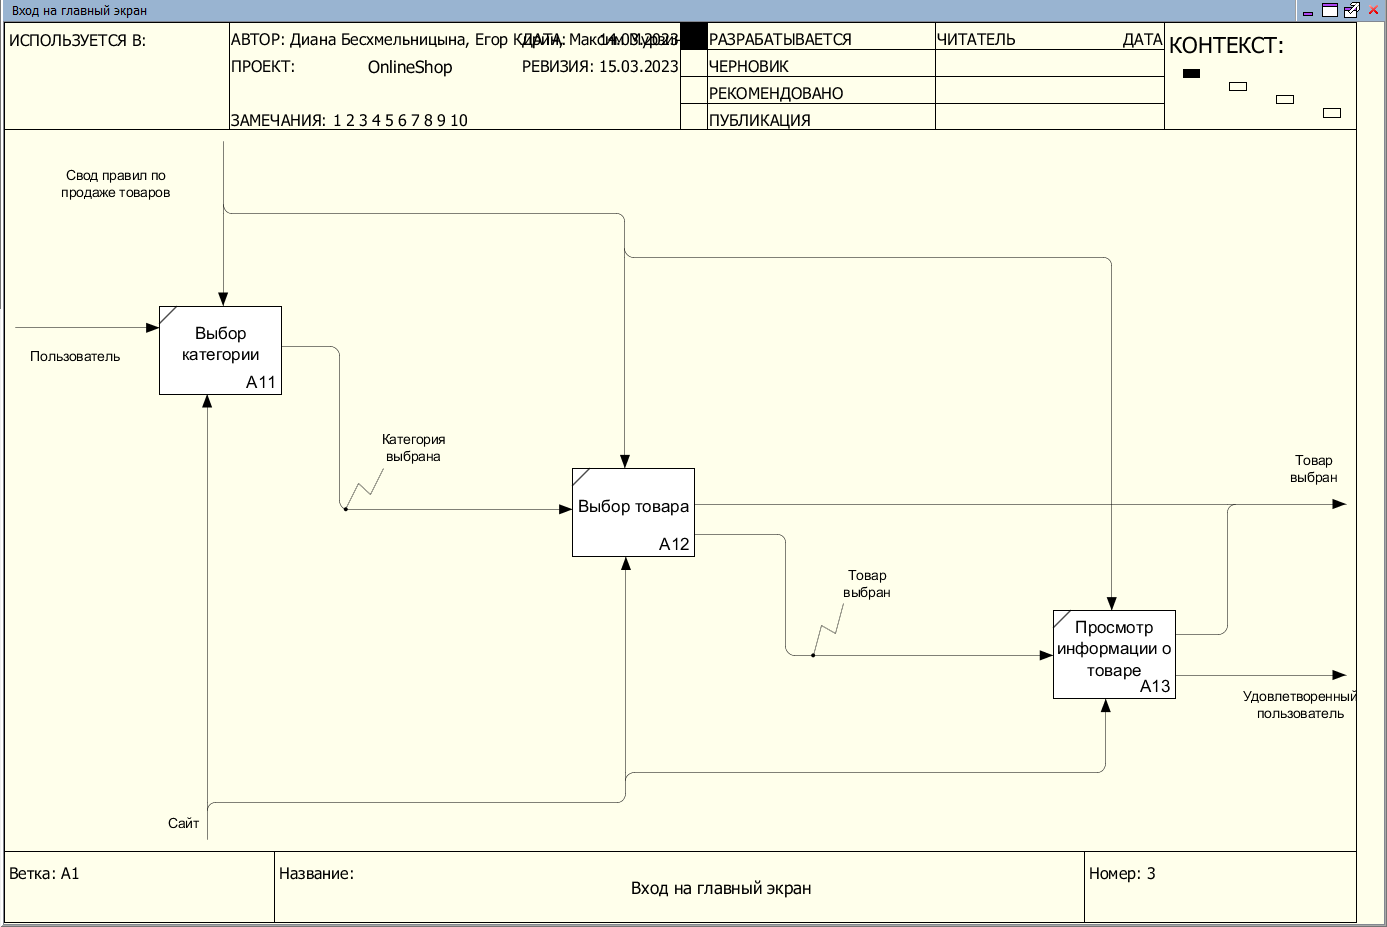 Вход на главный экран
ИСПОЛЬЗУЕТСЯ В:
АВТОР: Диана Бесхмельницына, Егор
ДАТА: 14.03.2023
ПРОЕКТ: OnlineShop
РЕВИЗИЯ: 15.03.2023
ЗАМЕЧАНИЯ: 1 2 3 4 5 6 7 8 9 10
РАЗРАБАТЫВАЕТСЯ
ЧЕРНОВИК
РЕКОМЕНДОВАНО
ПУБЛИКАЦИЯ
ЧИТАТЕЛЬ ДАТА
КОНТЕКСТ:
Свод правил по
продаже товаров
Пользователь
Выбор
категории
A11
Категория
выбрана
Выбор товара
A12
Товар
выбран
Товар
выбран
Просмотр
информации о
товаре
A13
Удовлетворенный
пользователь
Сайт
Ветка: A1
Название:
Вход на главный экран
Номер: 3